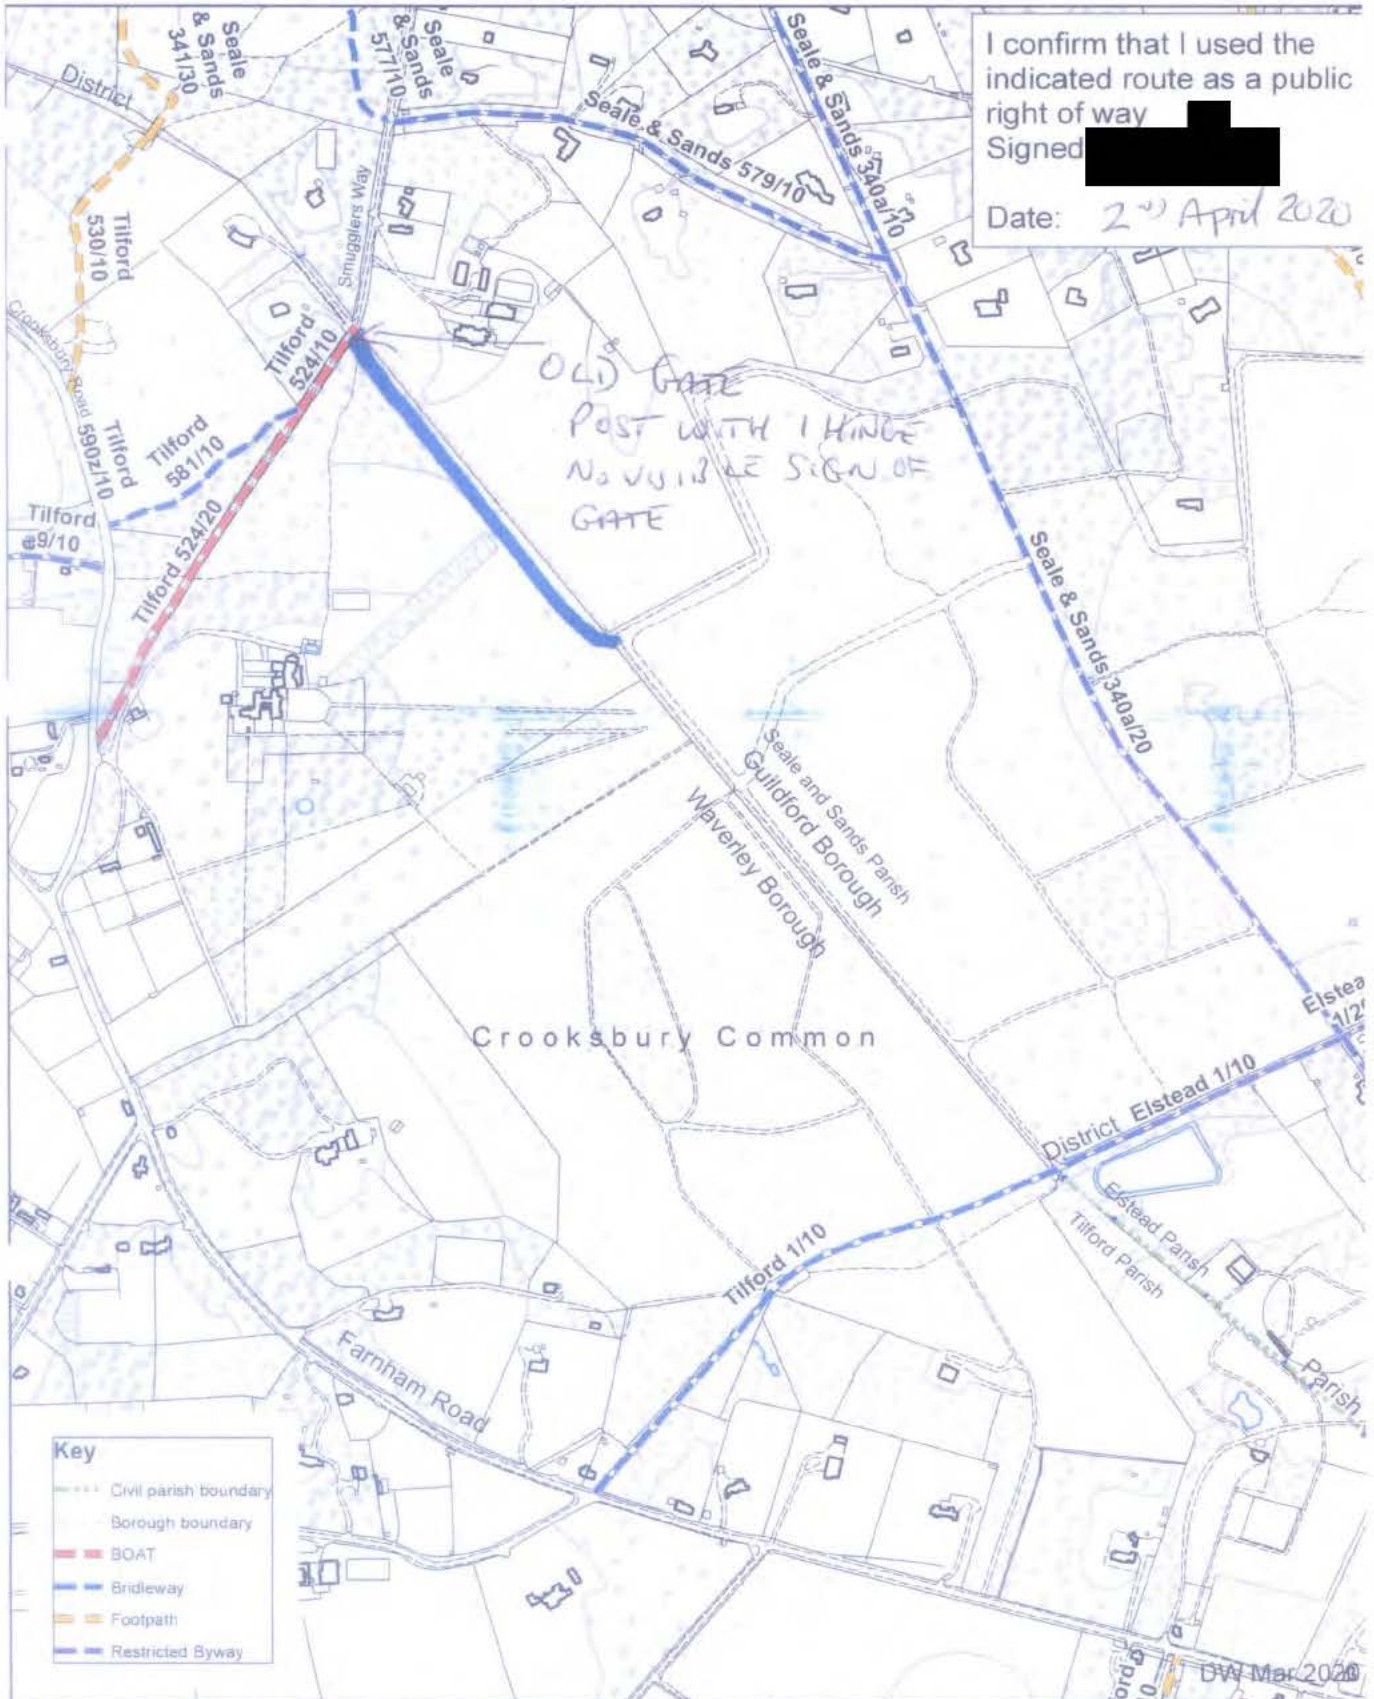 I confirm that I used the
indicated route as a public
right of way
Signed
Date: 2nd April 2020
District
Seale
& Sands
341/30
Seale
& Sands
577/10
Seale & Sands 579/10
Seale & Sands 340a/10
Smugglers Way
Tilford
530/10
Crooksbury Road
Tilford
590z/10
Tilford
524/10
Tilford
581/10
Tilford
Tilford 524/20
OLD GATE
POST WITH 1 HINGE
NO VISIBLE SIGN OF
GATE
Seale & Sands 340a/20
Seale and Sands Parish
Guildford Borough
Waverley Borough
Crooksbury Common
1/10
District Elstead 1/10
Elstead Parish
Tilford Parish
Tilford 1/10
Farnham Road
Parish
Key
Civil parish boundary
Borough boundary
BOAT
Bridleway
Footpath
Restricted Byway
DW Mar 2020